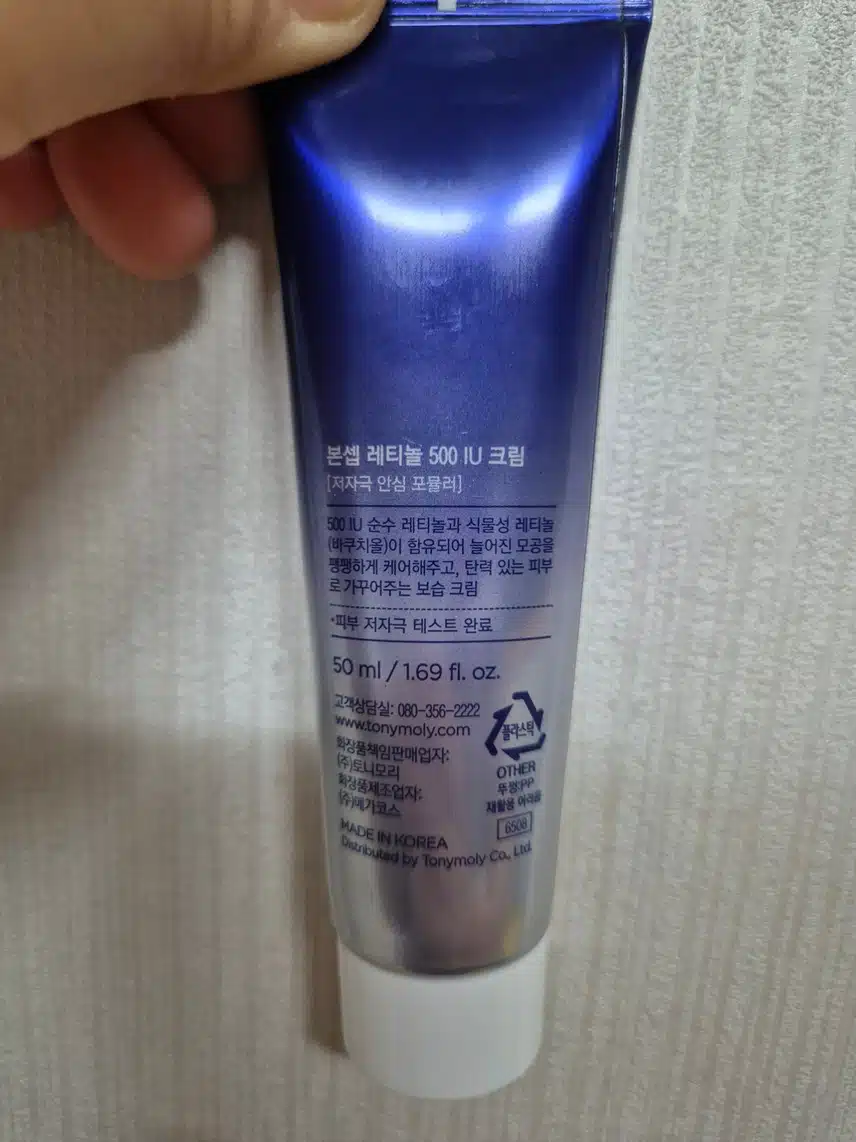 본셉 레티놀 500 IU 크림
[저자극 안심 포뮬러]
500 IU 순수 레티놀과 식물성 레티놀
(바쿠치올)이 함유되어 늘어진 모공을
팽팽하게 케어해주고, 탄력 있는 피부
로 가꾸어주는 보습 크림
•피부 저자극 테스트 완료
50 ml / 1.69 fl. oz.
고객상담실: 080-356-2222
www.tonymoly.com
화장품책임판매업자:
(주)토니모리
화장품제조업자:
(주)메가코스
MADE IN KOREA
Distributed by Tonymoly Co., Ltd.
플라스틱
OTHER
뚜껑:PP
재활용 어려움
6508